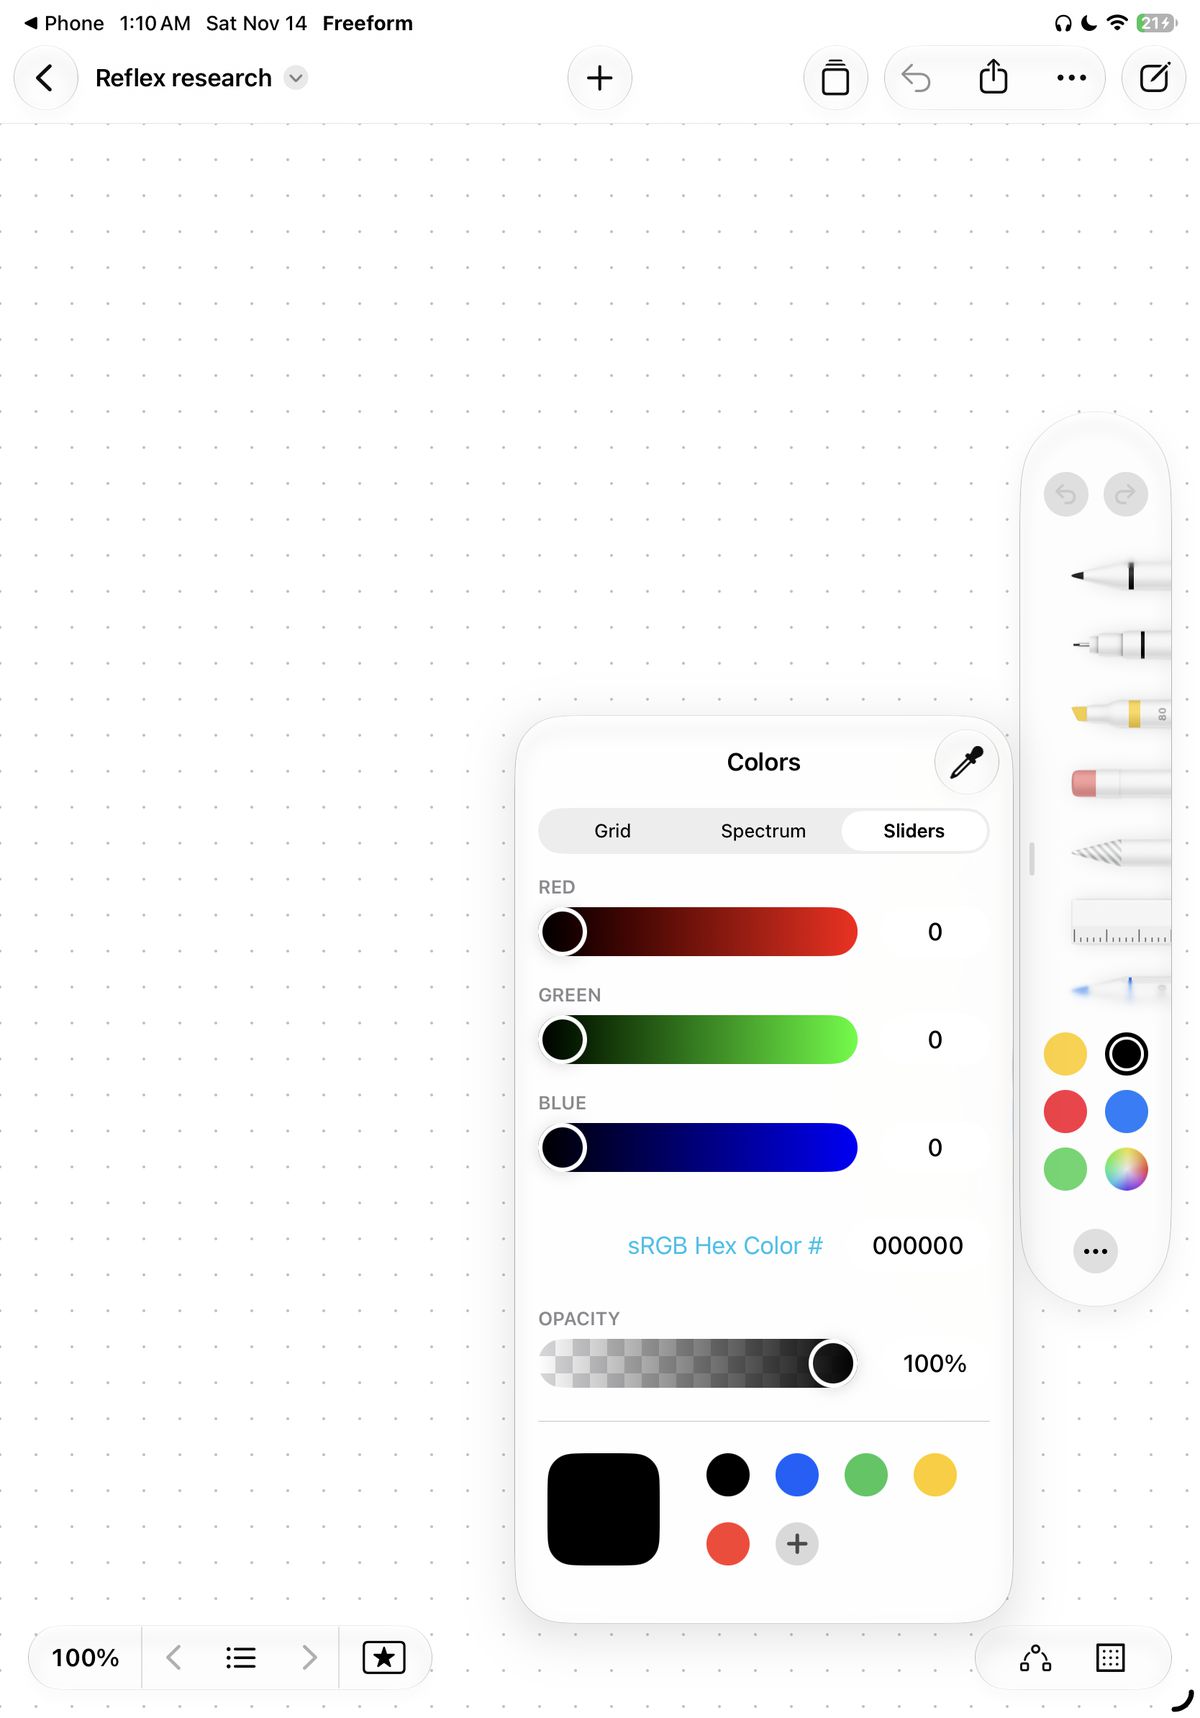 ◀ Phone 1:10 AM Sat Nov 14 Freeform 21
Reflex research
80
Colors
Grid Spectrum Sliders
RED
0
GREEN
0
BLUE
0
sRGB Hex Color # 000000
OPACITY
100%
100%